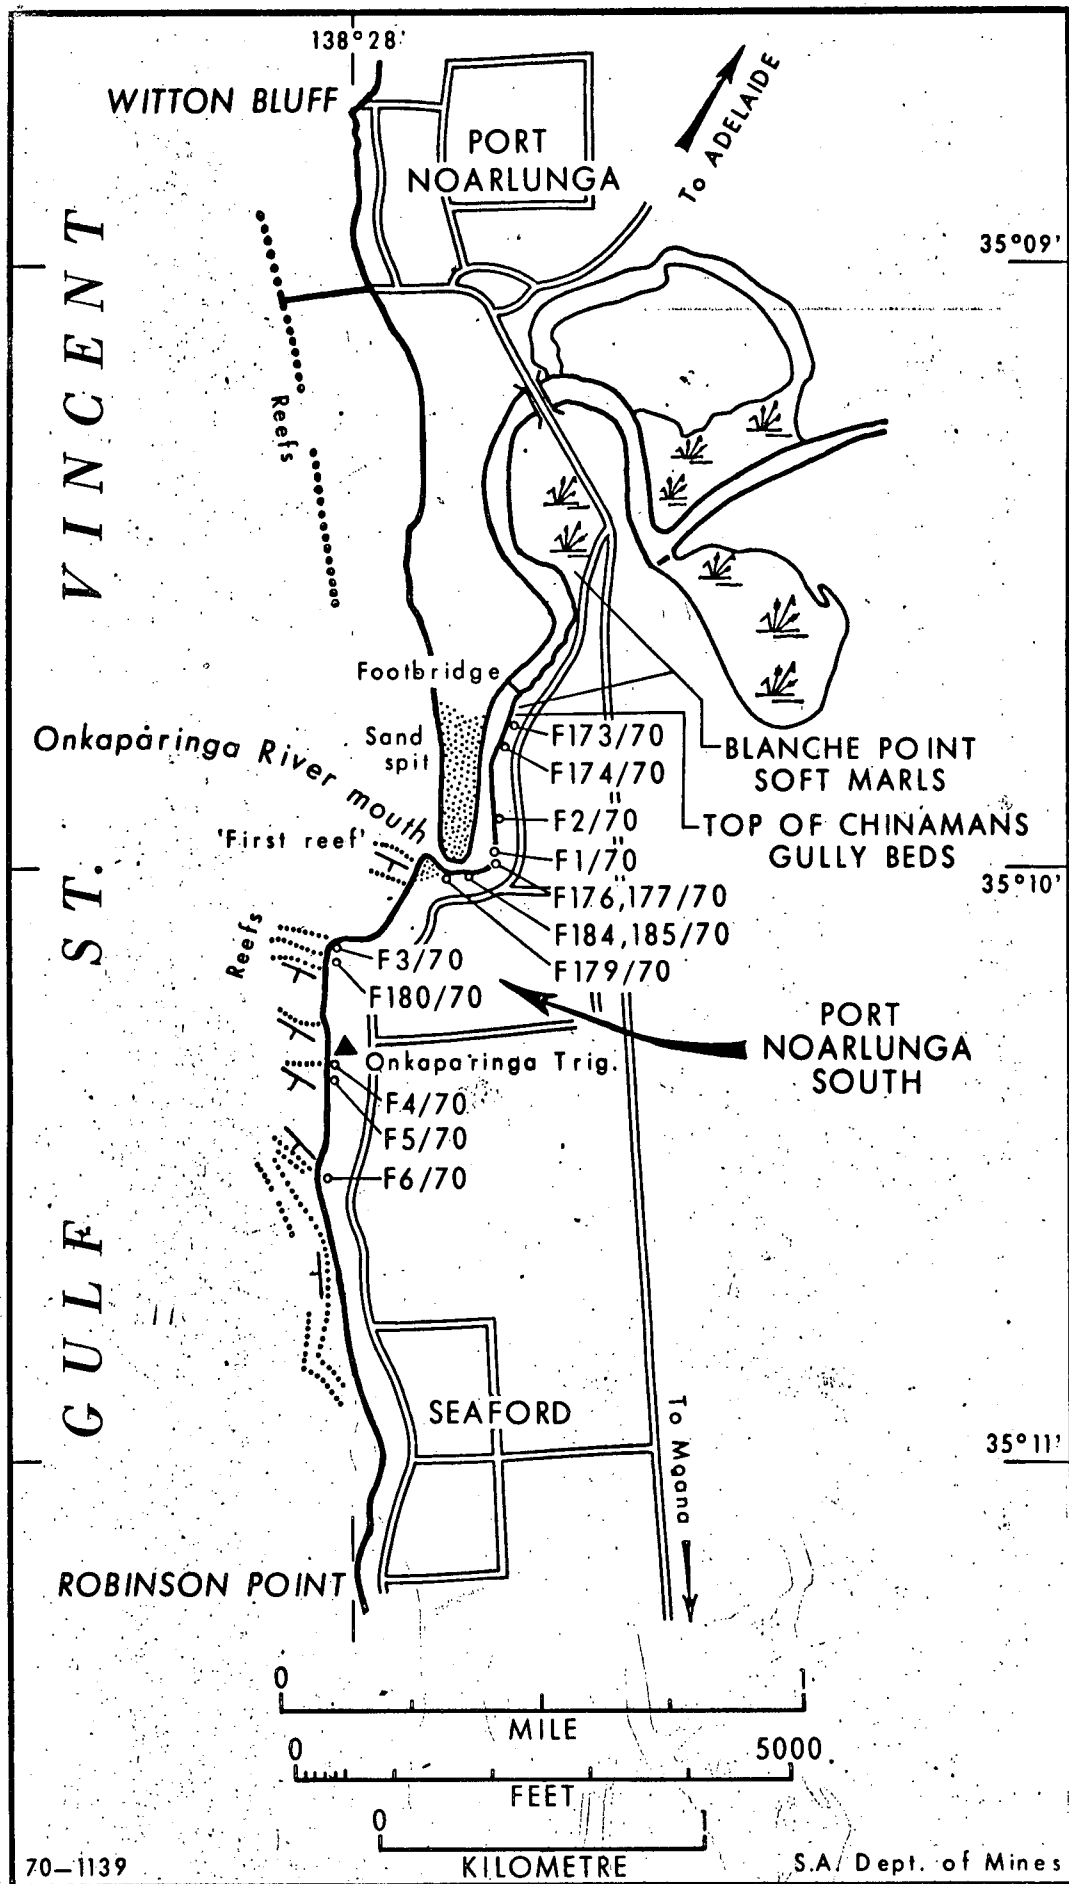 138°28'
WITTON BLUFF
PORT
NOARLUNGA
To ADELAIDE
35°09'
GULF ST. VINCENT
Reefs
Footbridge
Onkaparinga River mouth
Sand
spit
F173/70
F174/70
BLANCHE POINT
SOFT MARLS
F2/70
TOP OF CHINAMANS
GULLY BEDS
'First reef'
F1/70
35°10'
F176,177/70
F184,185/70
F179/70
Reefs
F3/70
F180/70
PORT
NOARLUNGA
SOUTH
Onkaparinga Trig.
F4/70
F5/70
F6/70
SEAFORD
To Moana
35°11'
ROBINSON POINT
0 1
MILE
0 5000
FEET
0 1
KILOMETRE
70-1139
S.A. Dept. of Mines